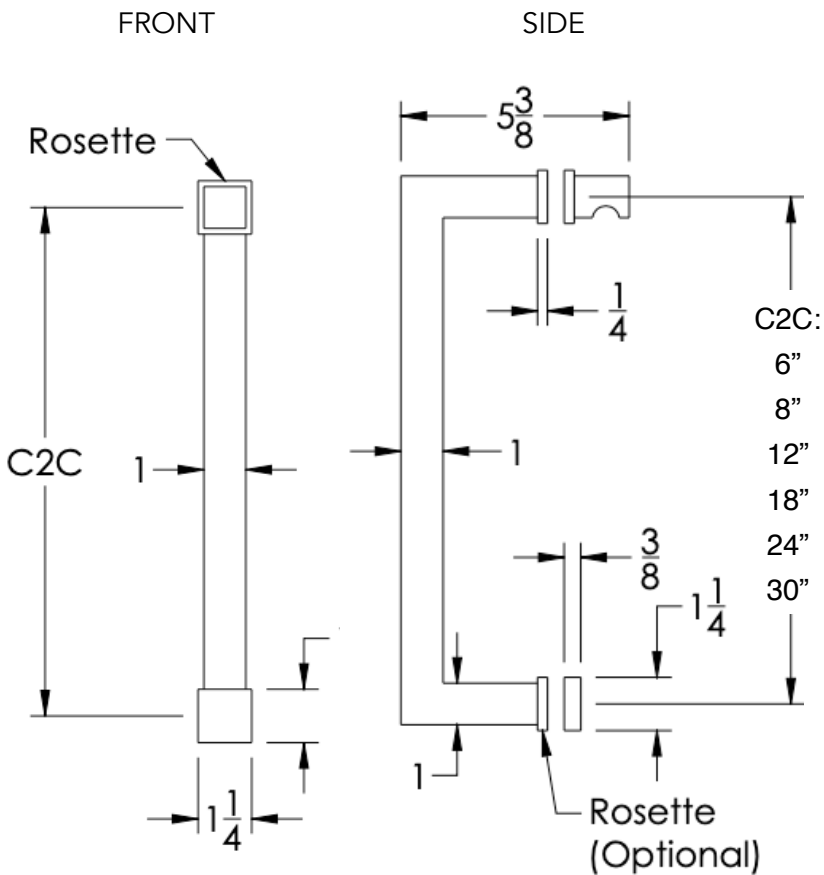 FRONT
SIDE
5 3/8
Rosette
1/4
C2C:
6”
8”
12”
18”
24”
30”
C2C
1
1
3/8
1 1/4
1
1 1/4
Rosette
(Optional)